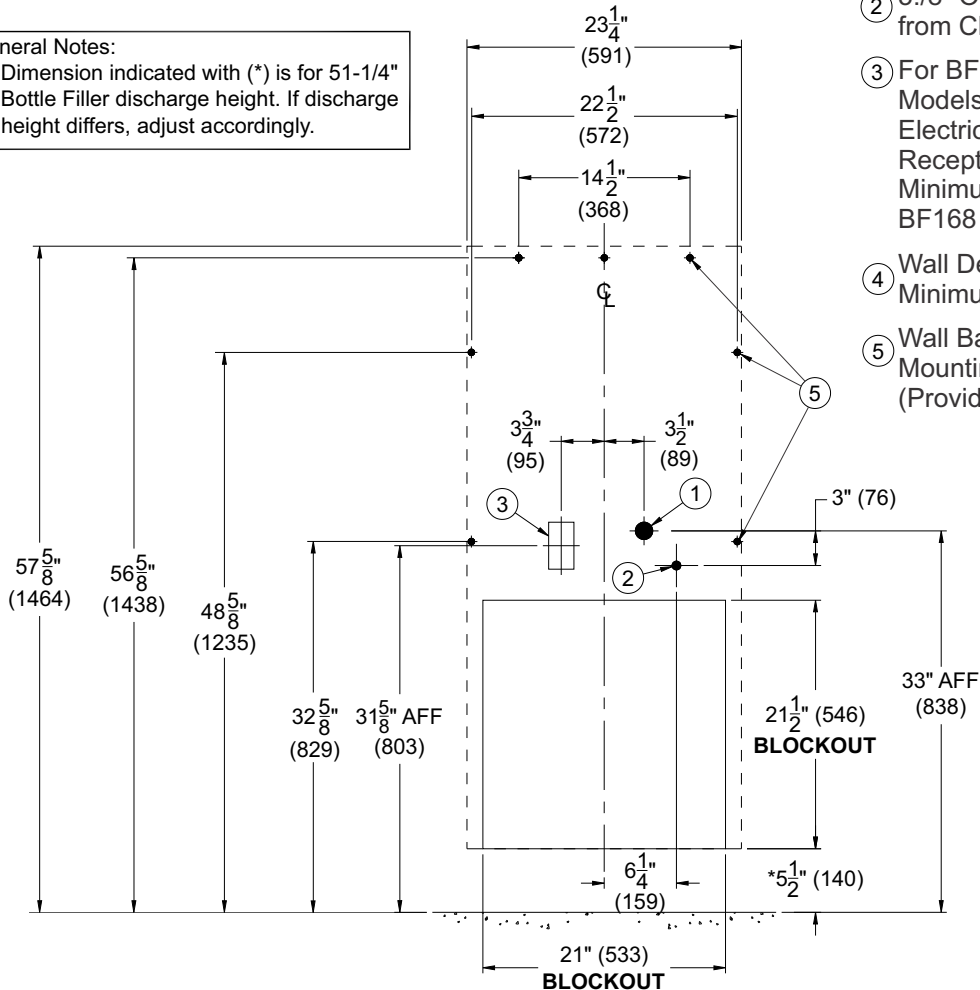 General Notes:
Dimension indicated with (*) is for 51-1/4"
Bottle Filler discharge height. If discharge
height differs, adjust accordingly.
2
from
3 For BF
Models
Minimu
BF168
4 Wall De
Minimu
5 Wall Ba
Mountin
(Provid
23 1/4"
(591)
22 1/2"
(572)
14 1/2"
(368)
CL
5
3 3/4"
(95)
3 1/2"
(89)
3
1
3" (76)
2
57 5/8"
(1464)
56 5/8"
(1438)
48 5/8"
(1235)
32 5/8"
(829)
31 5/8" AFF
(803)
33" AFF
(838)
21 1/2" (546)
BLOCKOUT
6 1/4"
(159)
*5 1/2" (140)
21" (533)
BLOCKOUT